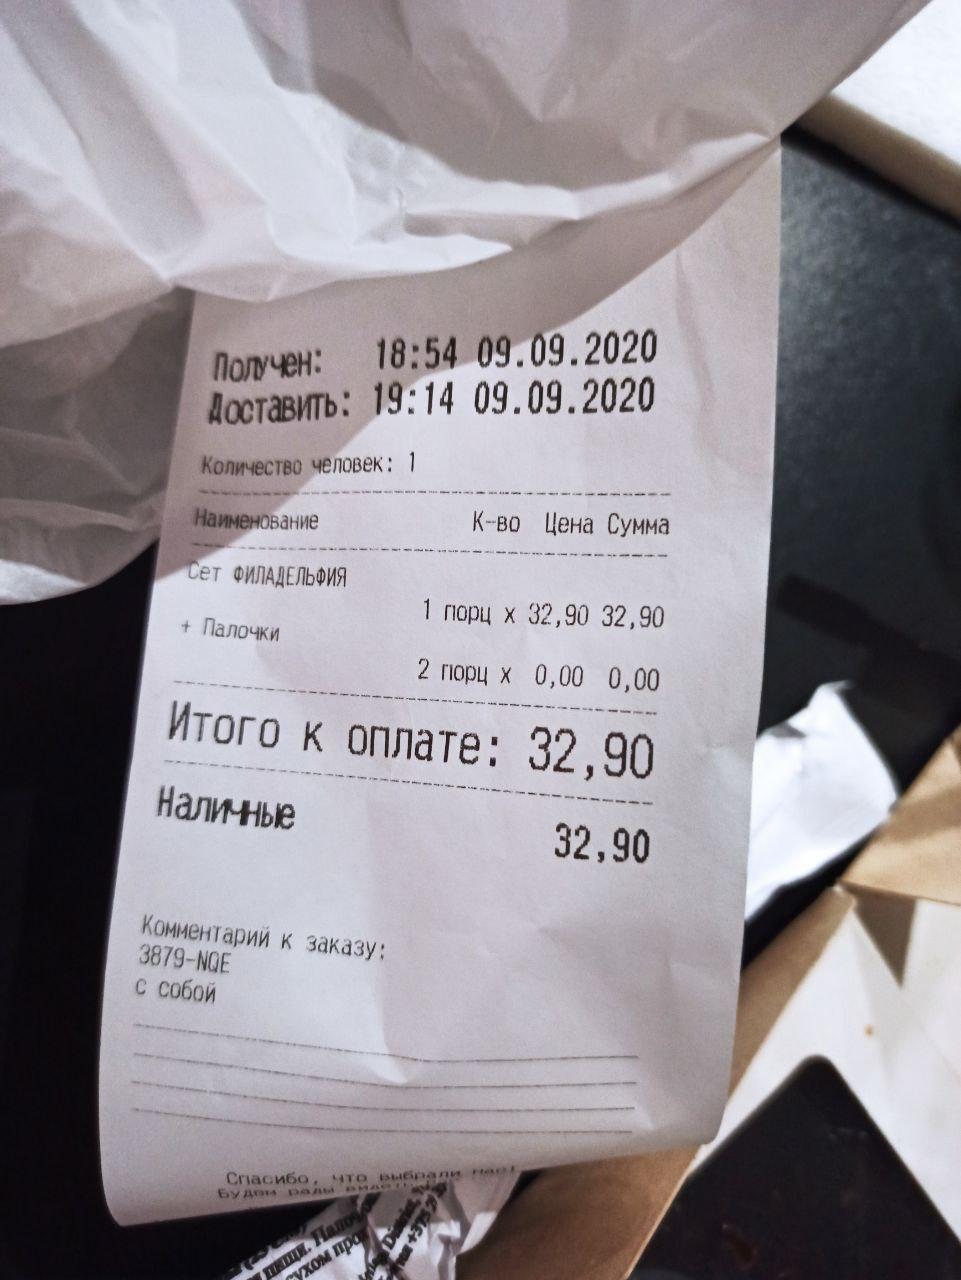 Получен: 18:54 09.09.2020
Доставить: 19:14 09.09.2020
Количество человек: 1
Наименование К-во Цена Сумма
Сет ФИЛАДЕЛЬФИЯ
1 порц x 32,90 32,90
+ Палочки
2 порц x 0,00 0,00
Итого к оплате: 32,90
Наличные
32,90
Комментарий к заказу:
3879-NQE
с собой
Спасибо, что выбрали нас!
Будем рады